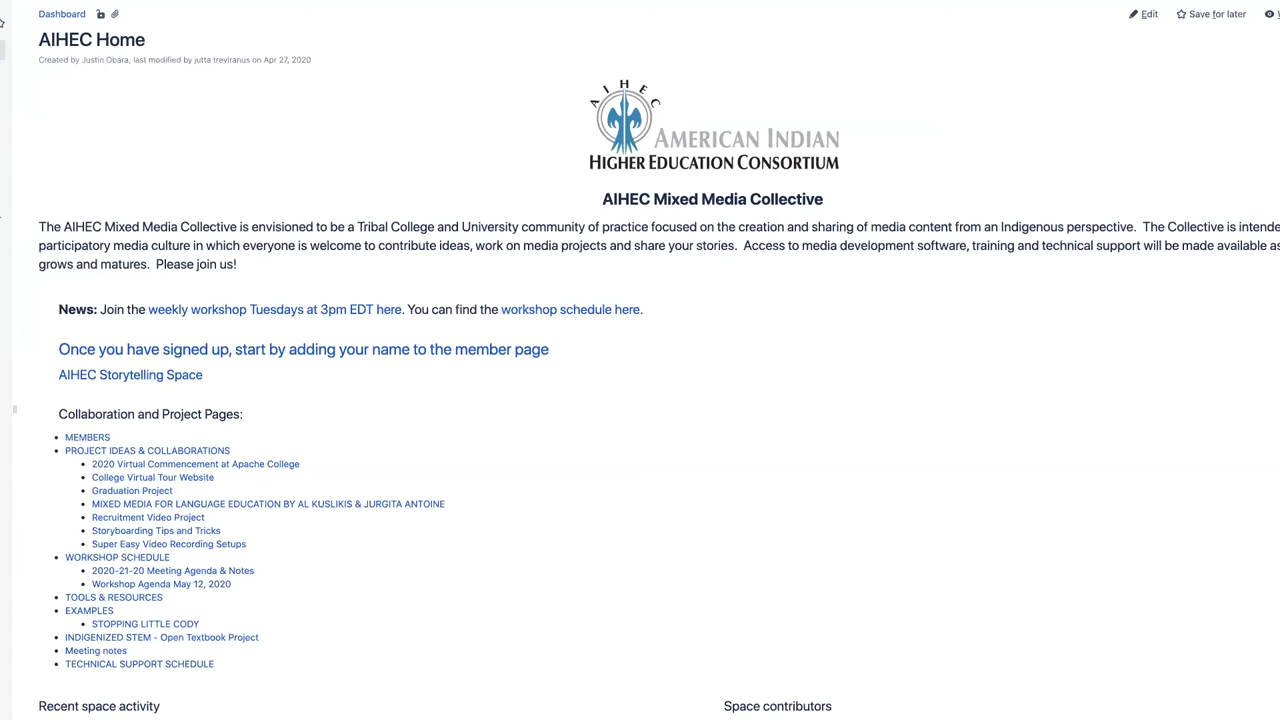 Dashboard
Edit Save for later
AIHEC Home
Created by Justin Obara, last modified by jutta treviranus on Apr 27, 2020
AIHEC
AMERICAN INDIAN
HIGHER EDUCATION CONSORTIUM
AIHEC Mixed Media Collective
The AIHEC Mixed Media Collective is envisioned to be a Tribal College and University community of practice focused on the creation and sharing of media content from an Indigenous perspective. The Collective is intende
participatory media culture in which everyone is welcome to contribute ideas, work on media projects and share your stories. Access to media development software, training and technical support will be made available as
grows and matures. Please join us!
News: Join the weekly workshop Tuesdays at 3pm EDT here. You can find the workshop schedule here.
Once you have signed up, start by adding your name to the member page
AIHEC Storytelling Space
Collaboration and Project Pages:
MEMBERS
PROJECT IDEAS & COLLABORATIONS
2020 Virtual Commencement at Apache College
College Virtual Tour Website
Graduation Project
MIXED MEDIA FOR LANGUAGE EDUCATION BY AL KUSLIKIS & JURGITA ANTOINE
Recruitment Video Project
Storyboarding Tips and Tricks
Super Easy Video Recording Setups
WORKSHOP SCHEDULE
2020-21-20 Meeting Agenda & Notes
Workshop Agenda May 12, 2020
TOOLS & RESOURCES
EXAMPLES
STOPPING LITTLE CODY
INDIGENIZED STEM - Open Textbook Project
Meeting notes
TECHNICAL SUPPORT SCHEDULE
Recent space activity
Space contributors